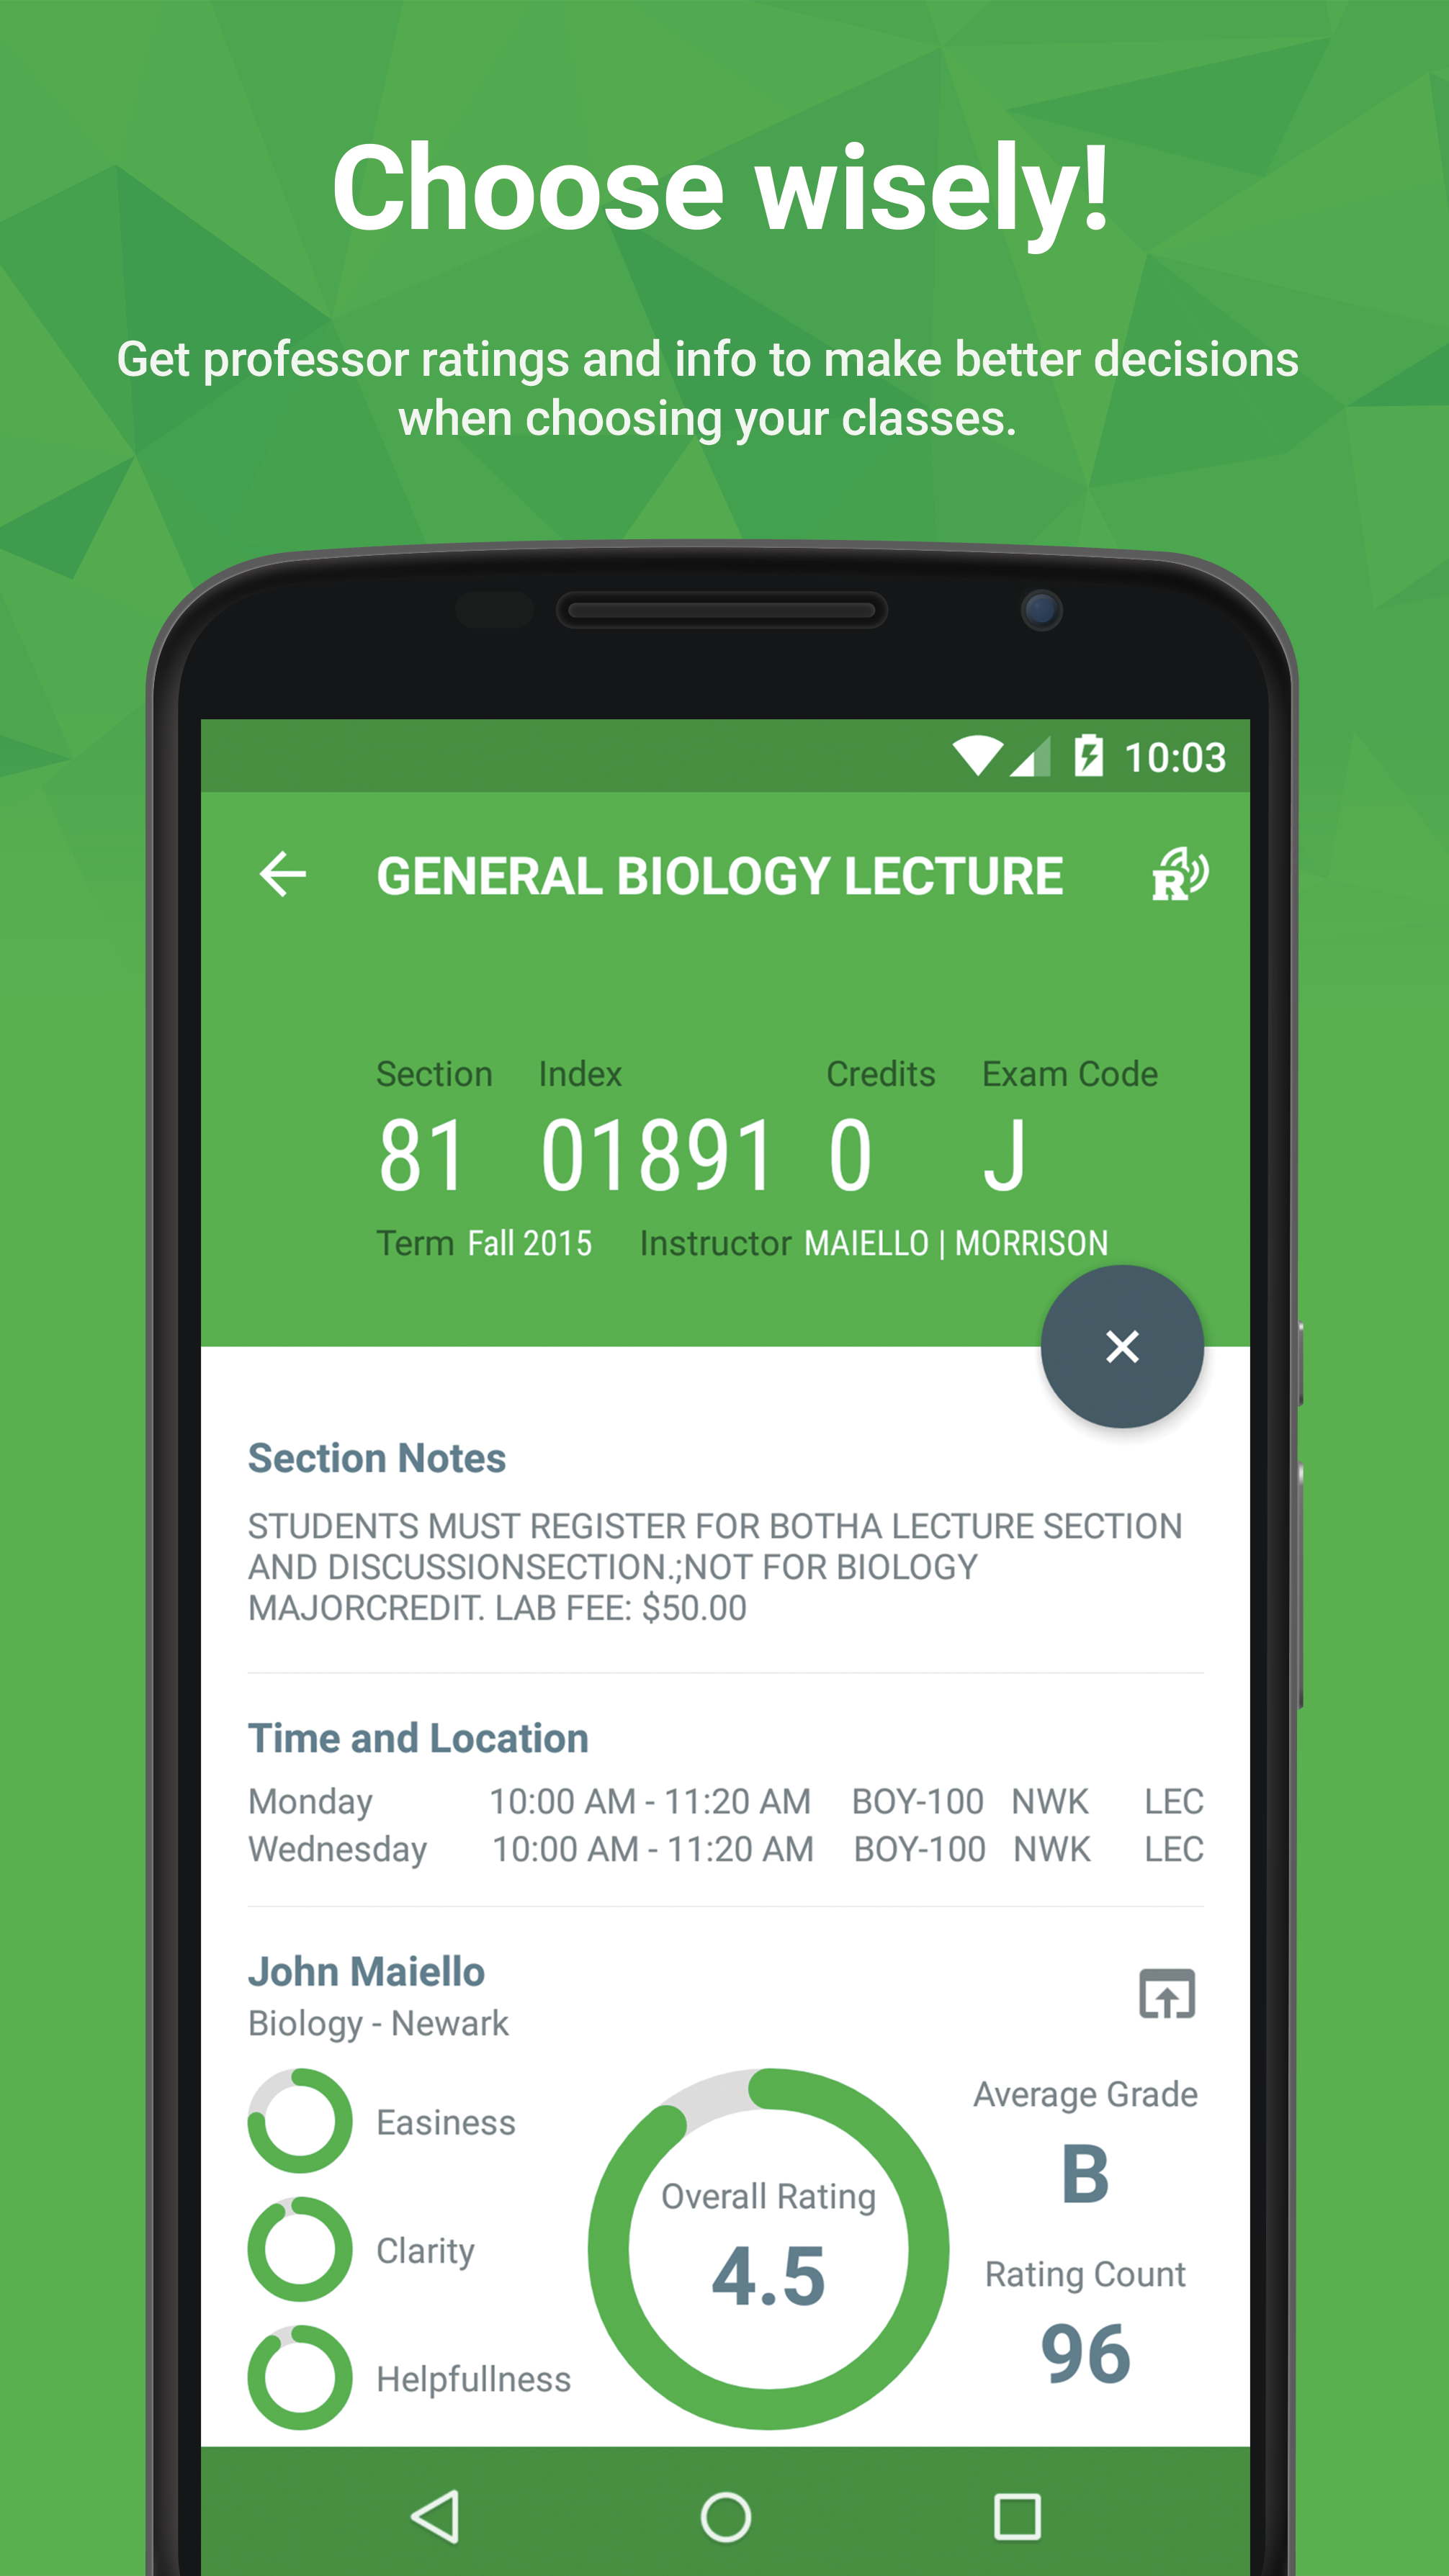 Choose wisely!
Get professor ratings and info to make better decisions
when choosing your classes.
10:03
GENERAL BIOLOGY LECTURE
R
Section Index Credits Exam Code
81 01891 0 J
Term Fall 2015 Instructor MAIELLO | MORRISON
Section Notes
STUDENTS MUST REGISTER FOR BOTHA LECTURE SECTION
AND DISCUSSIONSECTION.;NOT FOR BIOLOGY
MAJORCREDIT. LAB FEE: $50.00
Time and Location
Monday 10:00 AM - 11:20 AM BOY-100 NWK LEC
Wednesday 10:00 AM - 11:20 AM BOY-100 NWK LEC
John Maiello
Biology - Newark
Easiness
Clarity
Helpfullness
Overall Rating
4.5
Average Grade
B
Rating Count
96